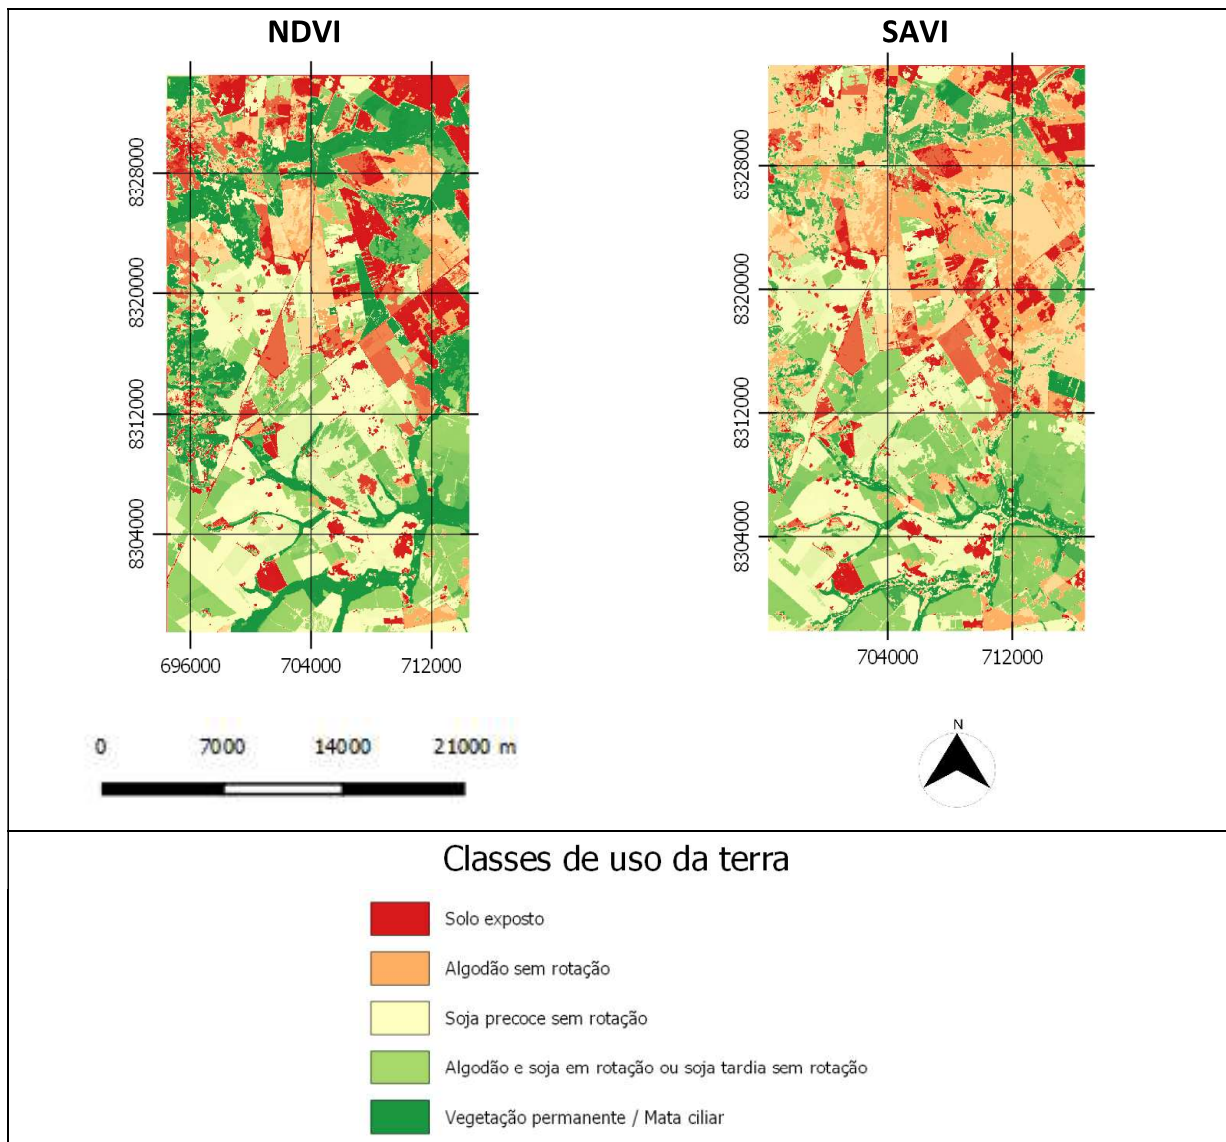 NDVI
SAVI
8328000
8320000
8312000
8304000
696000
704000
712000
8328000
8320000
8312000
8304000
704000
712000
0 7000 14000 21000 m
N
Classes de uso da terra
Solo exposto
Algodão sem rotação
Soja precoce sem rotação
Algodão e soja em rotação ou soja tardia sem rotação
Vegetação permanente / Mata ciliar